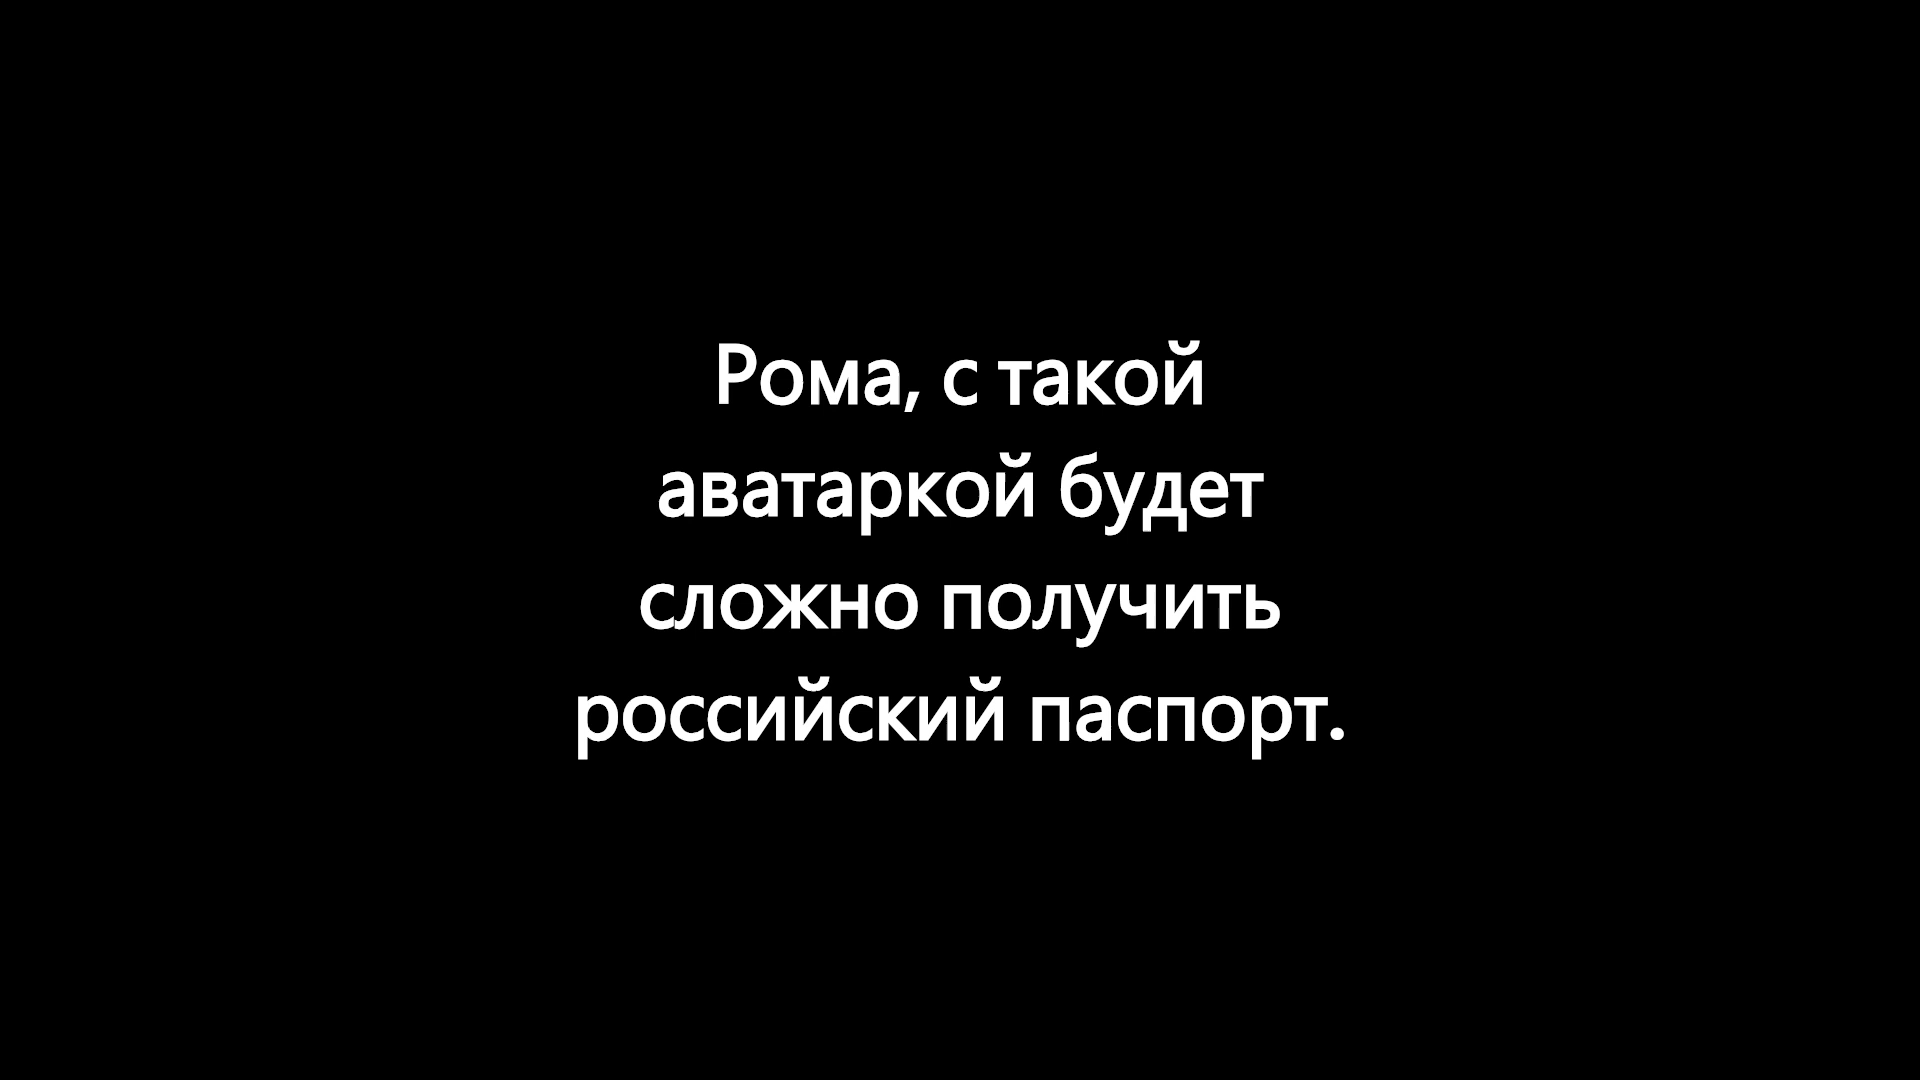 Рома, с такой
аватаркой будет
сложно получить
российский паспорт.